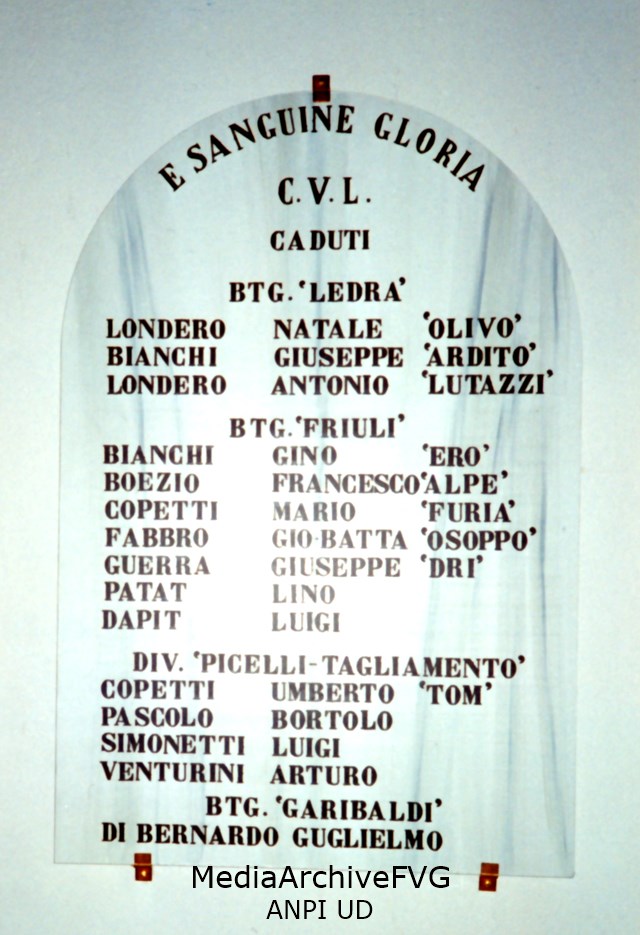 E SANGUINE GLORIA
C.V.L.
CADUTI
BTG. 'LEDRA'
LONDERO NATALE 'OLIVO'
BIANCHI GIUSEPPE 'ARDITO'
LONDERO ANTONIO 'LUTAZZI'
BTG. 'FRIULI'
BIANCHI GINO 'ERO'
BOEZIO FRANCESCO 'ALPE'
COPETTI MARIO 'FURIA'
FABBRO GIO·BATTA 'OSOPPO'
GUERRA GIUSEPPE 'DRI'
PATAT LINO
DAPIT LUIGI
DIV. 'PICELLI-TAGLIAMENTO'
COPETTI UMBERTO 'TOM'
PASCOLO BORTOLO
SIMONETTI LUIGI
VENTURINI ARTURO
BTG. 'GARIBALDI'
DI BERNARDO GUGLIELMO
MediaArchiveFVG
ANPI UD